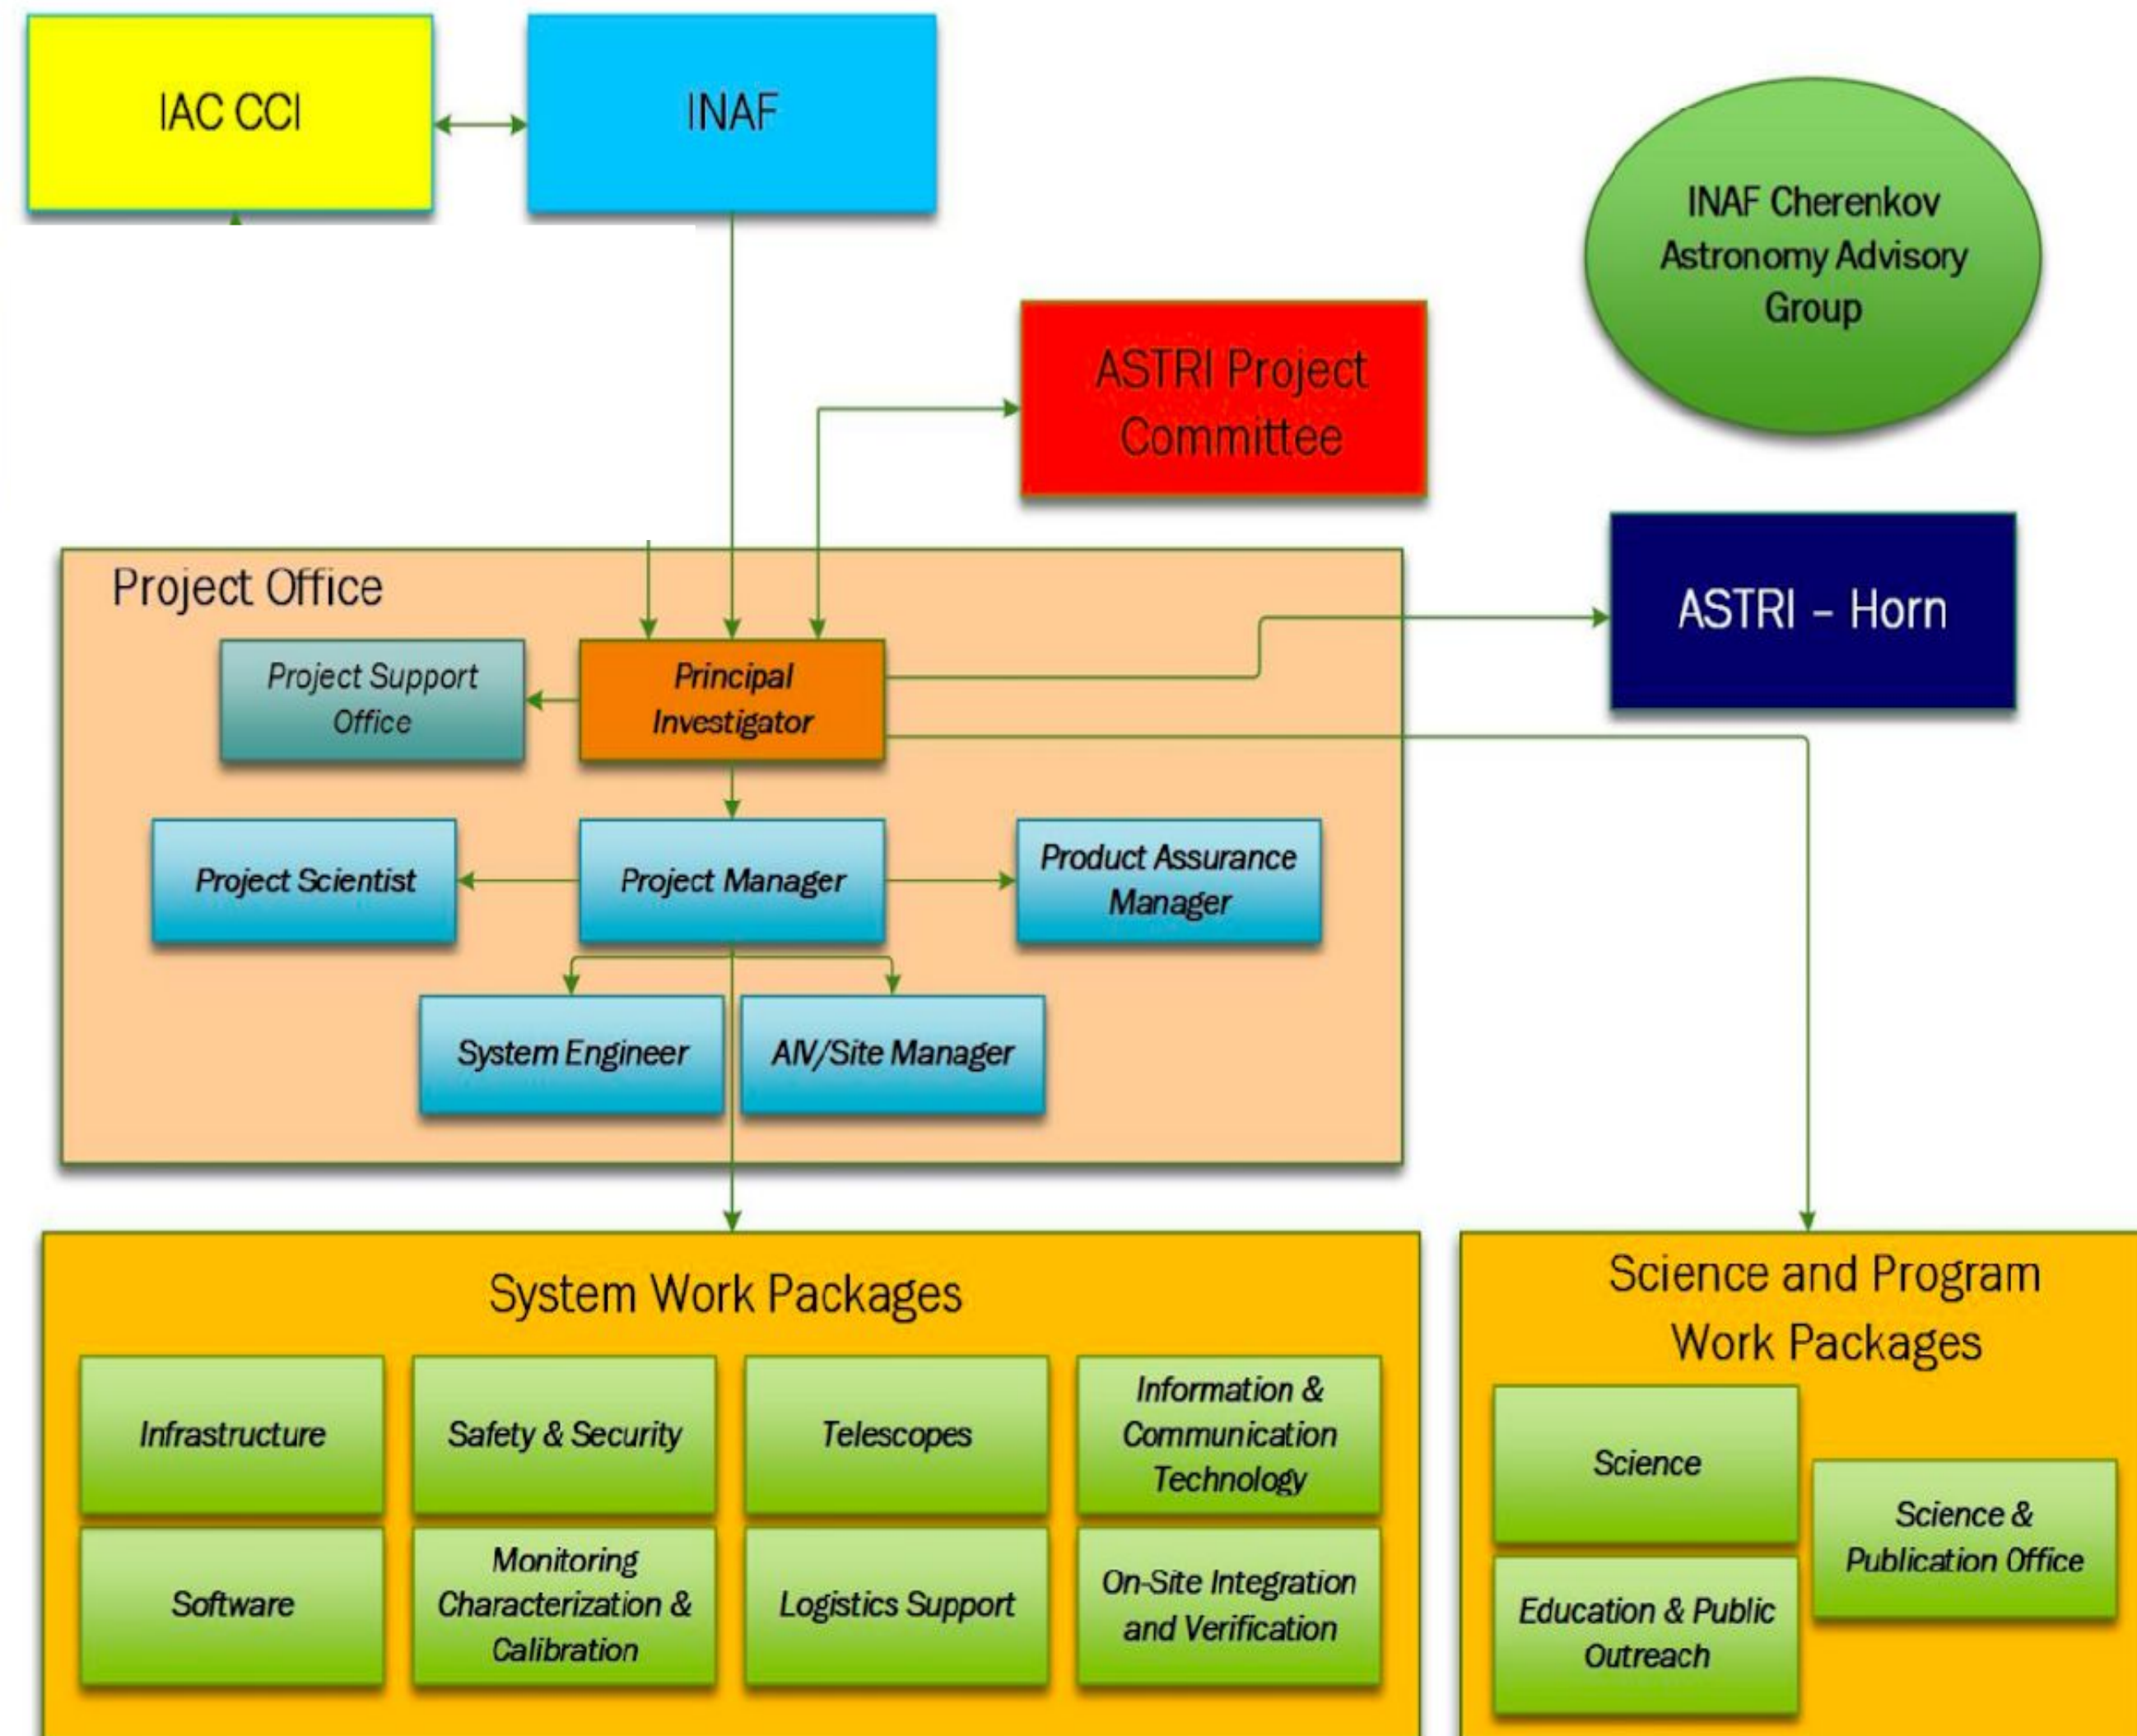 IAC CCI
INAF
INAF Cherenkov
Astronomy Advisory
Group
ASTRI Project
Committee
ASTRI – Horn
Project Office
Project Support
Office
Principal
Investigator
Project Scientist
Project Manager
Product Assurance
Manager
System Engineer
AIV/Site Manager
System Work Packages
Infrastructure
Safety & Security
Telescopes
Information &
Communication
Technology
Software
Monitoring
Characterization &
Calibration
Logistics Support
On-Site Integration
and Verification
Science and Program
Work Packages
Science
Science &
Publication Office
Education & Public
Outreach